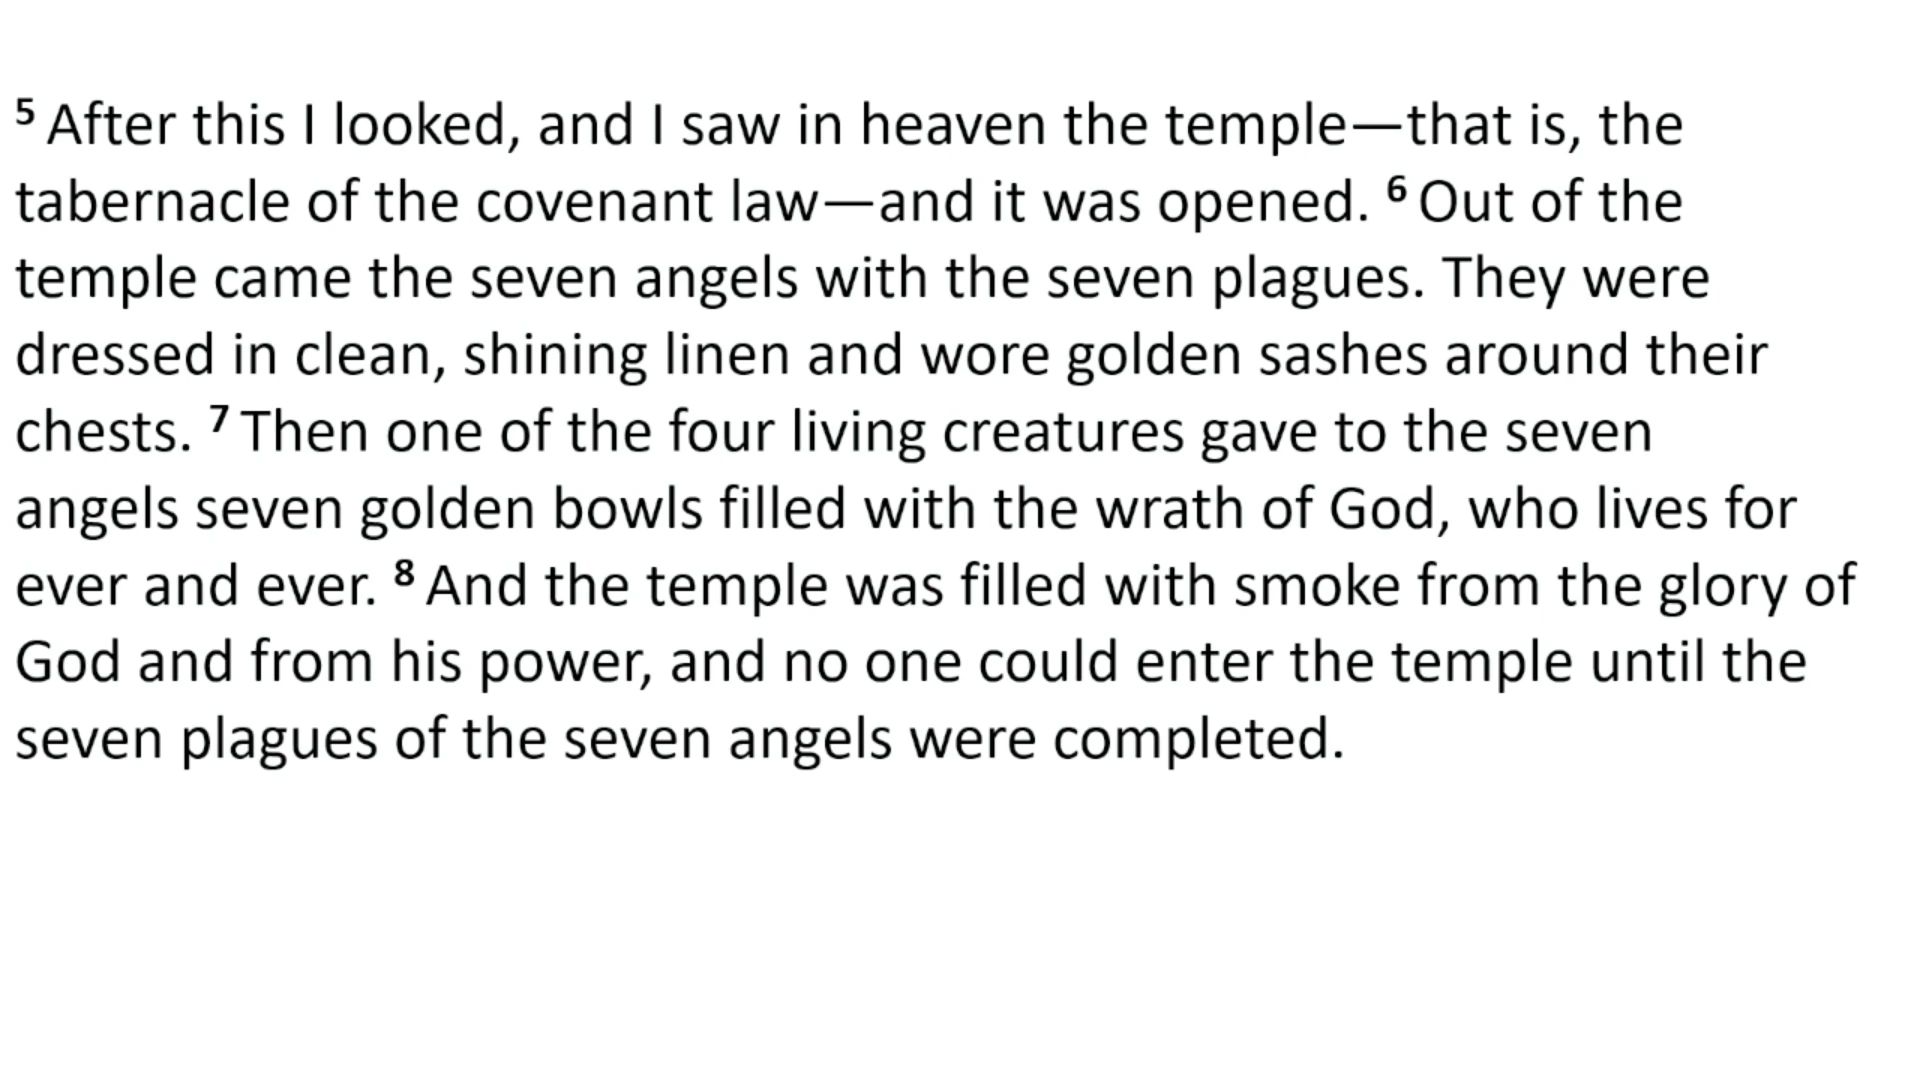 ⁵ After this I looked, and I saw in heaven the temple—that is, the
tabernacle of the covenant law—and it was opened. ⁶ Out of the
temple came the seven angels with the seven plagues. They were
dressed in clean, shining linen and wore golden sashes around their
chests. ⁷ Then one of the four living creatures gave to the seven
angels seven golden bowls filled with the wrath of God, who lives for
ever and ever. ⁸ And the temple was filled with smoke from the glory of
God and from his power, and no one could enter the temple until the
seven plagues of the seven angels were completed.